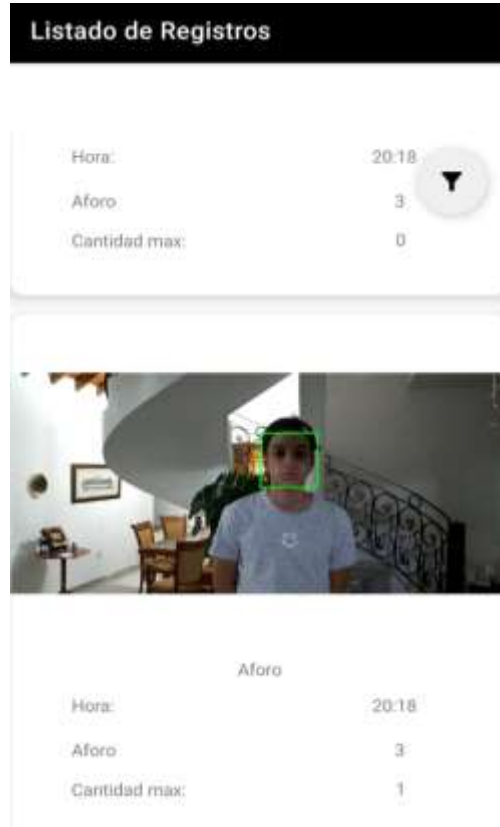 Listado de Registros
Hora: 20:18
Aforo 3
Cantidad max: 0
Aforo
Hora: 20:18
Aforo 3
Cantidad max: 1